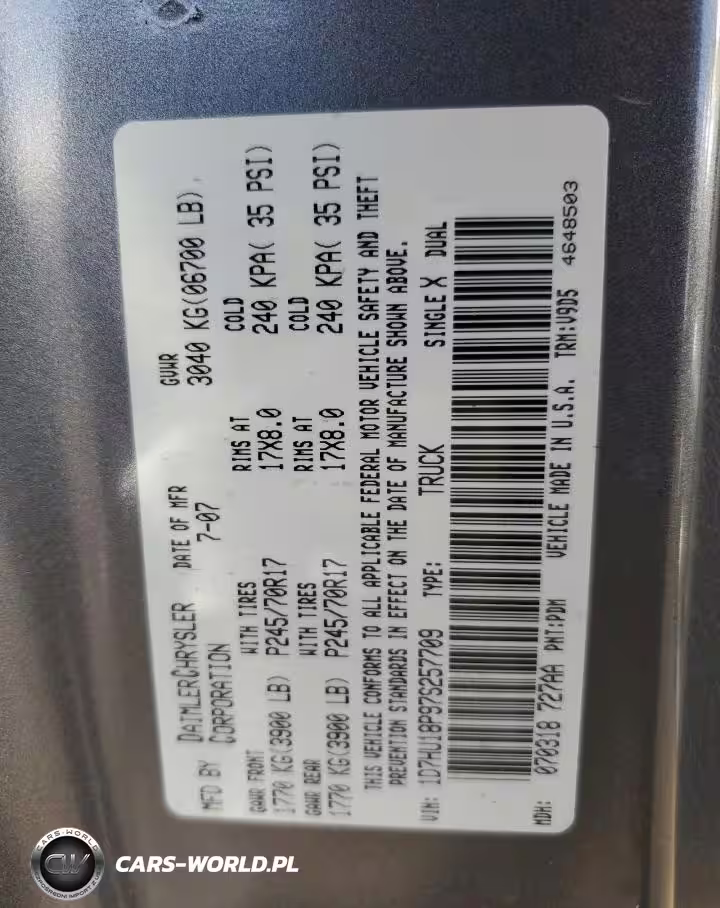 MFD BY DAIMLERCHRYSLER CORPORATION
DATE OF MFR 7-07
GVWR 3040 KG(06700 LB)
GAWR FRONT WITH TIRES RIMS AT COLD
1770 KG(3900 LB) P245/70R17 17X8.0 240 KPA( 35 PSI)
GAWR REAR WITH TIRES RIMS AT COLD
1770 KG(3900 LB) P245/70R17 17X8.0 240 KPA( 35 PSI)
THIS VEHICLE CONFORMS TO ALL APPLICABLE FEDERAL MOTOR VEHICLE SAFETY AND THEFT
PREVENTION STANDARDS IN EFFECT ON THE DATE OF MANUFACTURE SHOWN ABOVE.
VIN: 1D7HU18P97S257709 TYPE: TRUCK SINGLE X DUAL
MDH: 070318 727AA PNT:PDM VEHICLE MADE IN U.S.A. TRM:V9D5
4648503
CARS-WORLD
CW
CARS-WORLD.PL